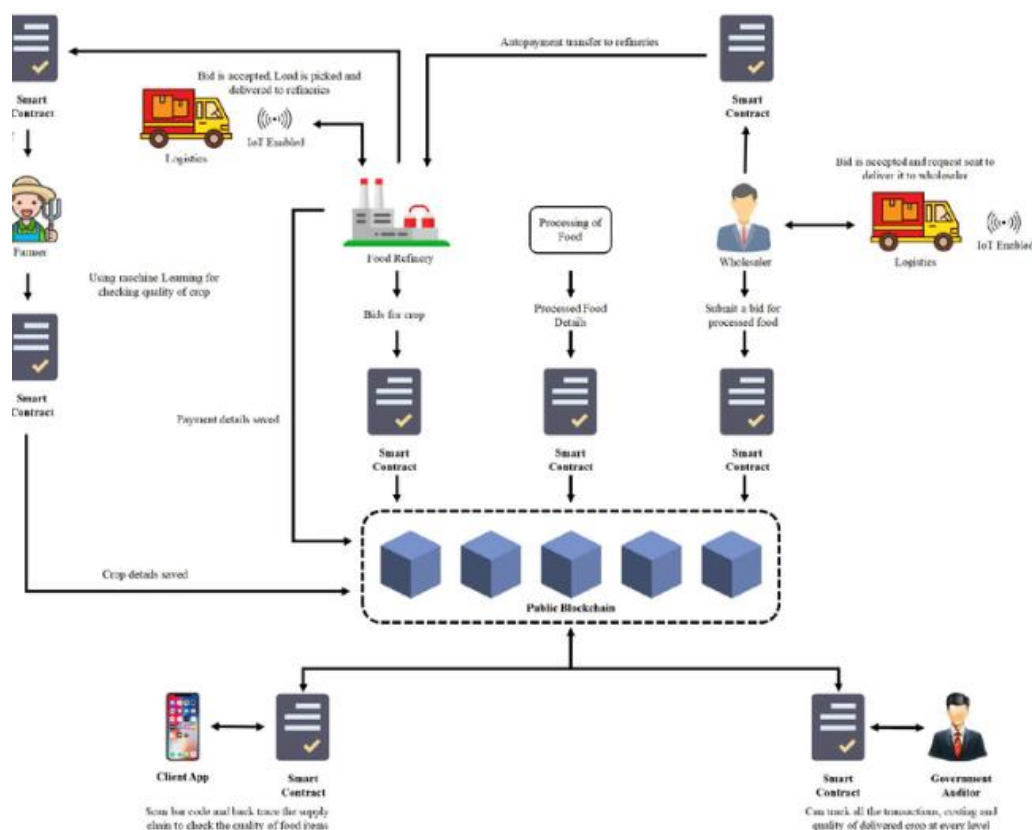 Autopayment transfer to refineries
Smart
Contract
Bid is accepted, Load is picked and
delivered to refineries
IoT Enabled
Logistics
Smart
Contract
Bid is accepted and request sent to
deliver it to wholesaler
IoT Enabled
Logistics
Farmer
Food Refinery
Processing of
Food
Wholesaler
Using machine Learning for
checking quality of crop
Bids for crop
Processed Food
Details
Submit a bid for
processed food
Smart
Contract
Payment details saved
Smart
Contract
Smart
Contract
Smart
Contract
Crop details saved
Public Blockchain
Client App
Smart
Contract
Smart
Contract
Government
Auditor
Scan bar code and back trace the supply
chain to check the quality of food items
Can track all the transactions, costing and
quality of delivered crop at every level